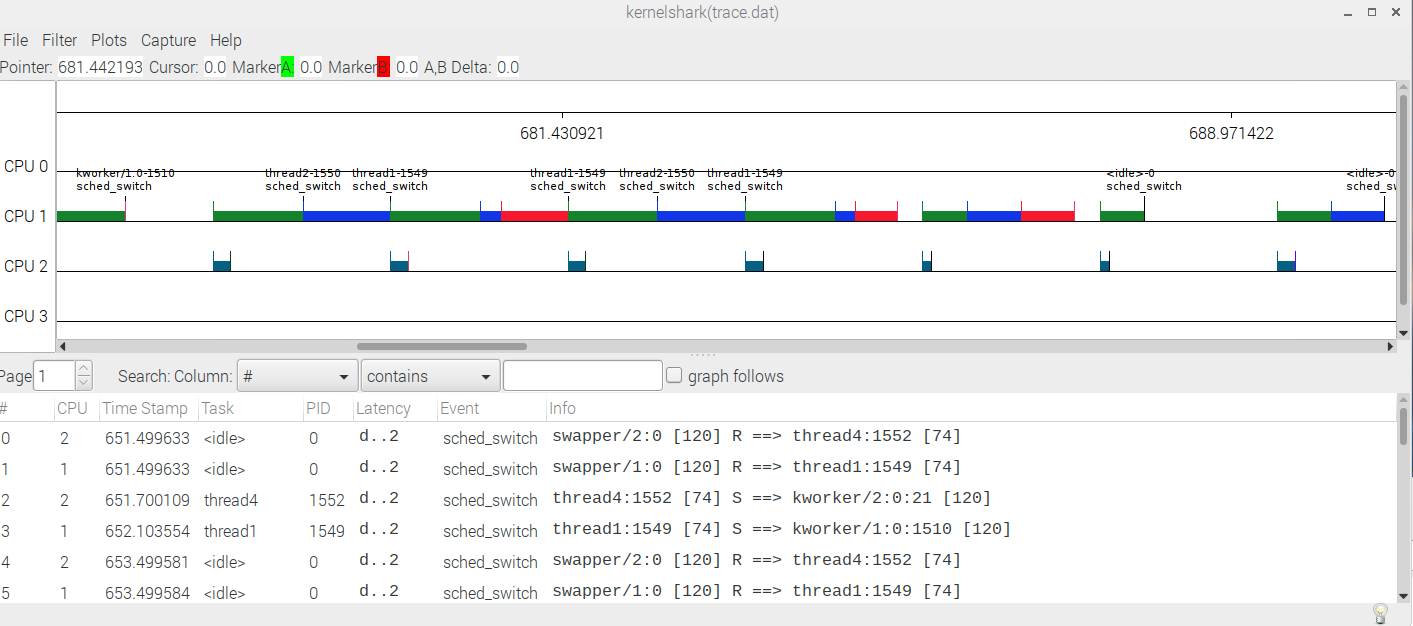 kernelshark(trace.dat)
File Filter Plots Capture Help
Pointer: 681.442193 Cursor: 0.0 MarkerA: 0.0 MarkerB: 0.0 A,B Delta: 0.0
681.430921 688.971422
CPU 0
kworker/1:0-1510 thread2-1550 thread1-1549 thread1-1549 thread2-1550 thread1-1549 <idle>-0 <idle>-0
sched_switch sched_switch sched_switch sched_switch sched_switch sched_switch sched_switch sched_sv
CPU 1
CPU 2
CPU 3
Page 1 Search: Column: # contains graph follows
# CPU Time Stamp Task PID Latency Event Info
0 2 651.499633 <idle> 0 d..2 sched_switch swapper/2:0 [120] R ==> thread4:1552 [74]
1 1 651.499633 <idle> 0 d..2 sched_switch swapper/1:0 [120] R ==> thread1:1549 [74]
2 2 651.700109 thread4 1552 d..2 sched_switch thread4:1552 [74] S ==> kworker/2:0:21 [120]
3 1 652.103554 thread1 1549 d..2 sched_switch thread1:1549 [74] S ==> kworker/1:0:1510 [120]
4 2 653.499581 <idle> 0 d..2 sched_switch swapper/2:0 [120] R ==> thread4:1552 [74]
5 1 653.499584 <idle> 0 d..2 sched_switch swapper/1:0 [120] R ==> thread1:1549 [74]